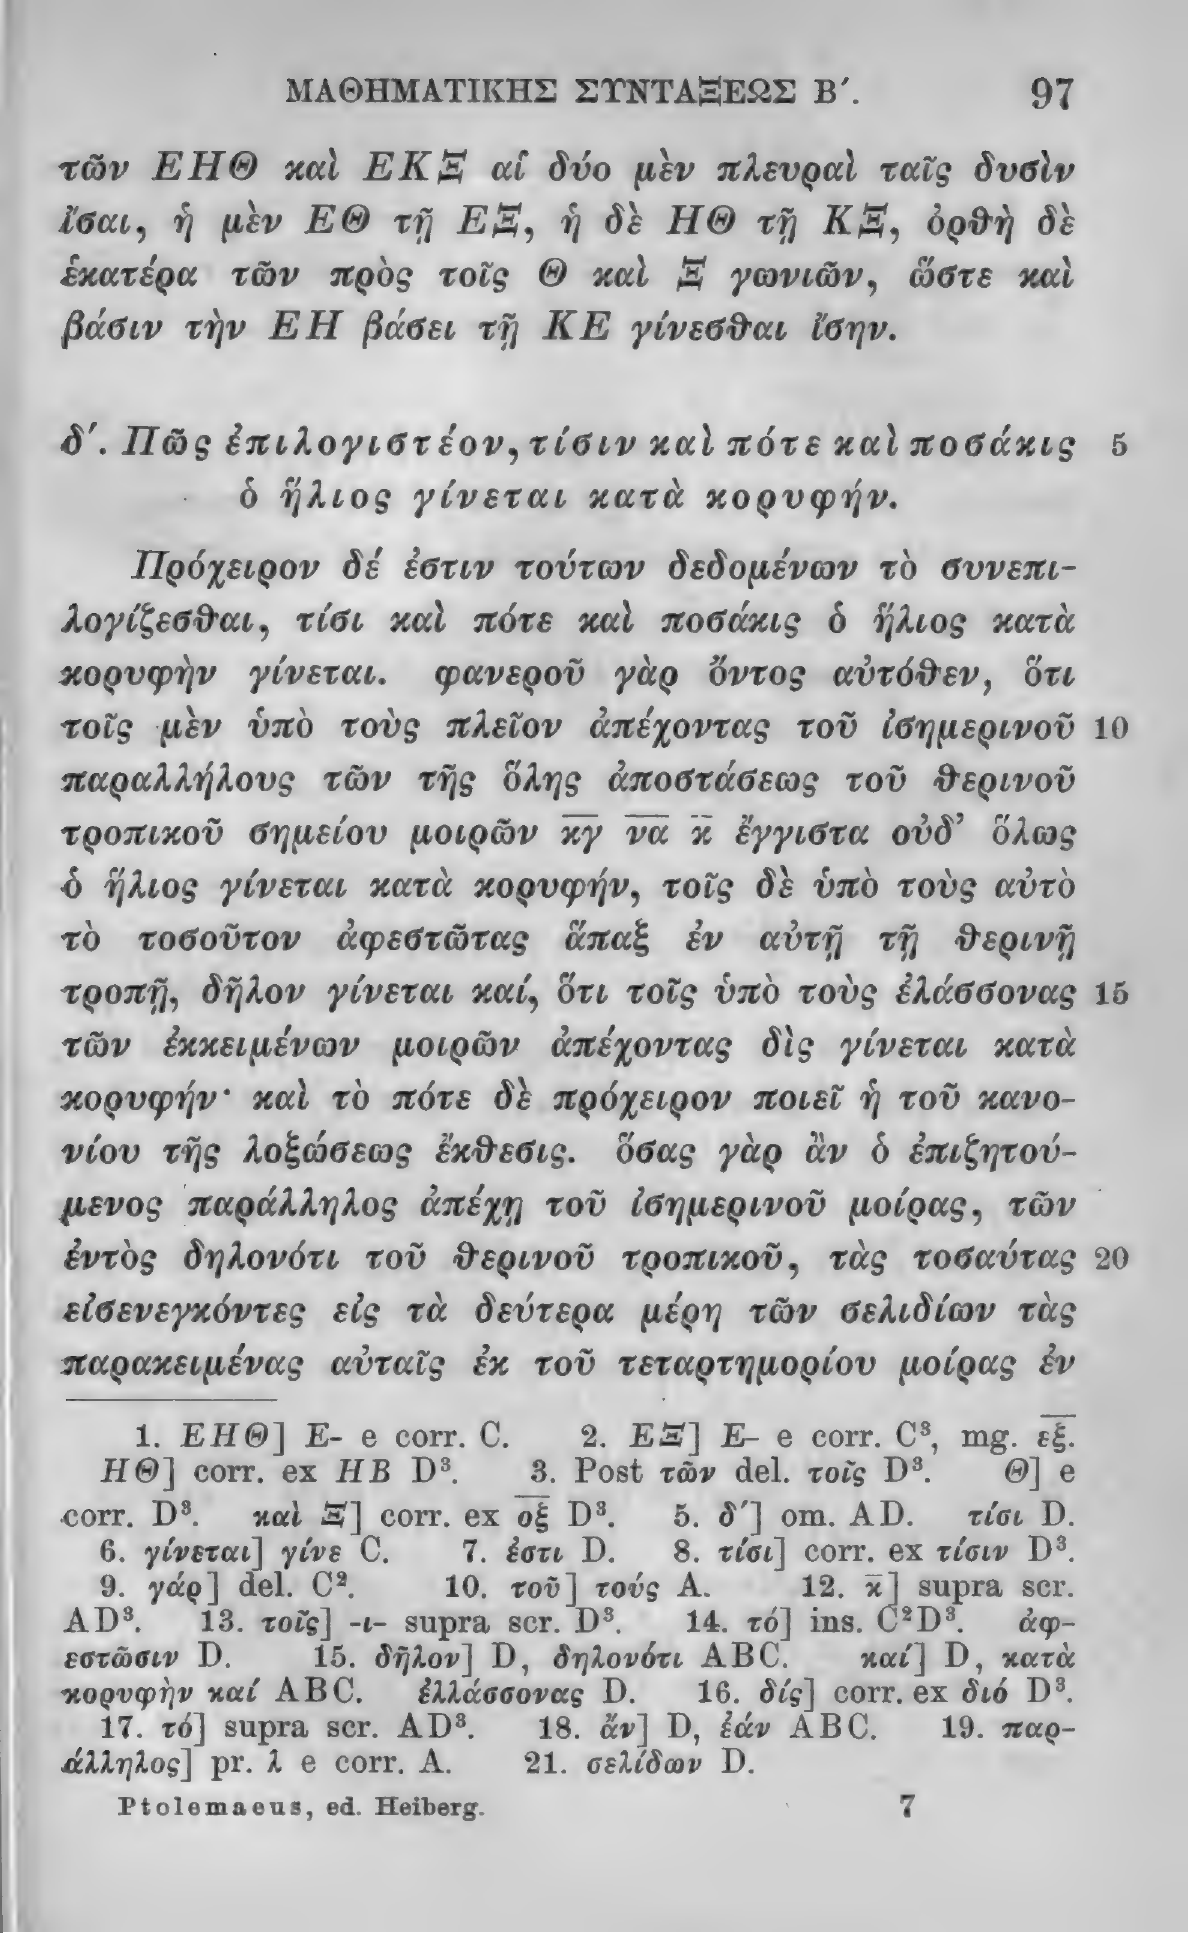 ΜΑΘΗΜΑΤΙΚΗΣ ΣΥΝΤΑΞΕΩΣ Β′. 97
τῶν ΕΗΘ καὶ ΕΚΞ αἱ δύο μὲν πλευραὶ ταῖς δυσὶν
ἴσαι, ἡ μὲν ΕΘ τῇ ΕΞ, ἡ δὲ ΗΘ τῇ ΚΞ, ὀρθὴ δὲ
ἑκατέρα τῶν πρὸς τοῖς Θ καὶ Ξ γωνιῶν, ὥστε καὶ
βάσιν τὴν ΕΗ βάσει τῇ ΚΕ γίνεσθαι ἴσην.
δ′. Πῶς ἐπιλογιστέον, τίσιν καὶ πότε καὶ ποσάκις 5
ὁ ἥλιος γίνεται κατὰ κορυφήν.
Πρόχειρον δέ ἐστιν τούτων δεδομένων τὸ συνεπι-
λογίζεσθαι, τίσι καὶ πότε καὶ ποσάκις ὁ ἥλιος κατὰ
κορυφὴν γίνεται. φανεροῦ γὰρ ὄντος αὐτόθεν, ὅτι
τοῖς μὲν ὑπὸ τοὺς πλεῖον ἀπέχοντας τοῦ ἰσημερινοῦ 10
παραλλήλους τῶν τῆς ὅλης ἀποστάσεως τοῦ θερινοῦ
τροπικοῦ σημείου μοιρῶν κ̅γ̅ ν̅α̅ κ̅ ἔγγιστα οὐδ’ ὅλως
ὁ ἥλιος γίνεται κατὰ κορυφήν, τοῖς δὲ ὑπὸ τοὺς αὐτὸ
τὸ τοσοῦτον ἀφεστῶτας ἅπαξ ἐν αὐτῇ τῇ θερινῇ
τροπῇ, δῆλον γίνεται καί, ὅτι τοῖς ὑπὸ τοὺς ἐλάσσονας 15
τῶν ἐκκειμένων μοιρῶν ἀπέχοντας δὶς γίνεται κατὰ
κορυφήν· καὶ τὸ πότε δὲ πρόχειρον ποιεῖ ἡ τοῦ κανο-
νίου τῆς λοξώσεως ἔκθεσις. ὅσας γὰρ ἂν ὁ ἐπιζητού-
μενος παράλληλος ἀπέχῃ τοῦ ἰσημερινοῦ μοίρας, τῶν
ἐντὸς δηλονότι τοῦ θερινοῦ τροπικοῦ, τὰς τοσαύτας 20
εἰσενεγκόντες εἰς τὰ δεύτερα μέρη τῶν σελιδίων τὰς
παρακειμένας αὐταῖς ἐκ τοῦ τεταρτημορίου μοίρας ἐν
1. ΕΗΘ] Ε- e corr. C. 2. ΕΞ] Ε- e corr. C³, mg. ε̅ξ̅.
ΗΘ] corr. ex ΗΒ D³. 3. Post τῶν del. τοῖς D³. Θ] e
corr. D³. καὶ Ξ] corr. ex ο̅ξ̅ D³. 5. δ′] om. AD. τίσι D.
6. γίνεται] γίνε C. 7. ἐστι D. 8. τίσι] corr. ex τίσιν D³.
9. γάρ] del. C². 10. τοῦ] τούς A. 12. κ̅] supra scr.
AD³. 13. τοῖς] -ι- supra scr. D³. 14. τό] ins. C²D³. ἀφ-
εστῶσιν D. 15. δῆλον] D, δηλονότι ABC. καί] D, κατὰ
κορυφὴν καί ABC. ἐλλάσσονας D. 16. δίς] corr. ex διό D³.
17. τό] supra scr. AD³. 18. ἄν] D, ἐάν ABC. 19. παρ-
άλληλος] pr. λ e corr. A. 21. σελίδων D.
Ptolemaeus, ed. Heiberg. 7